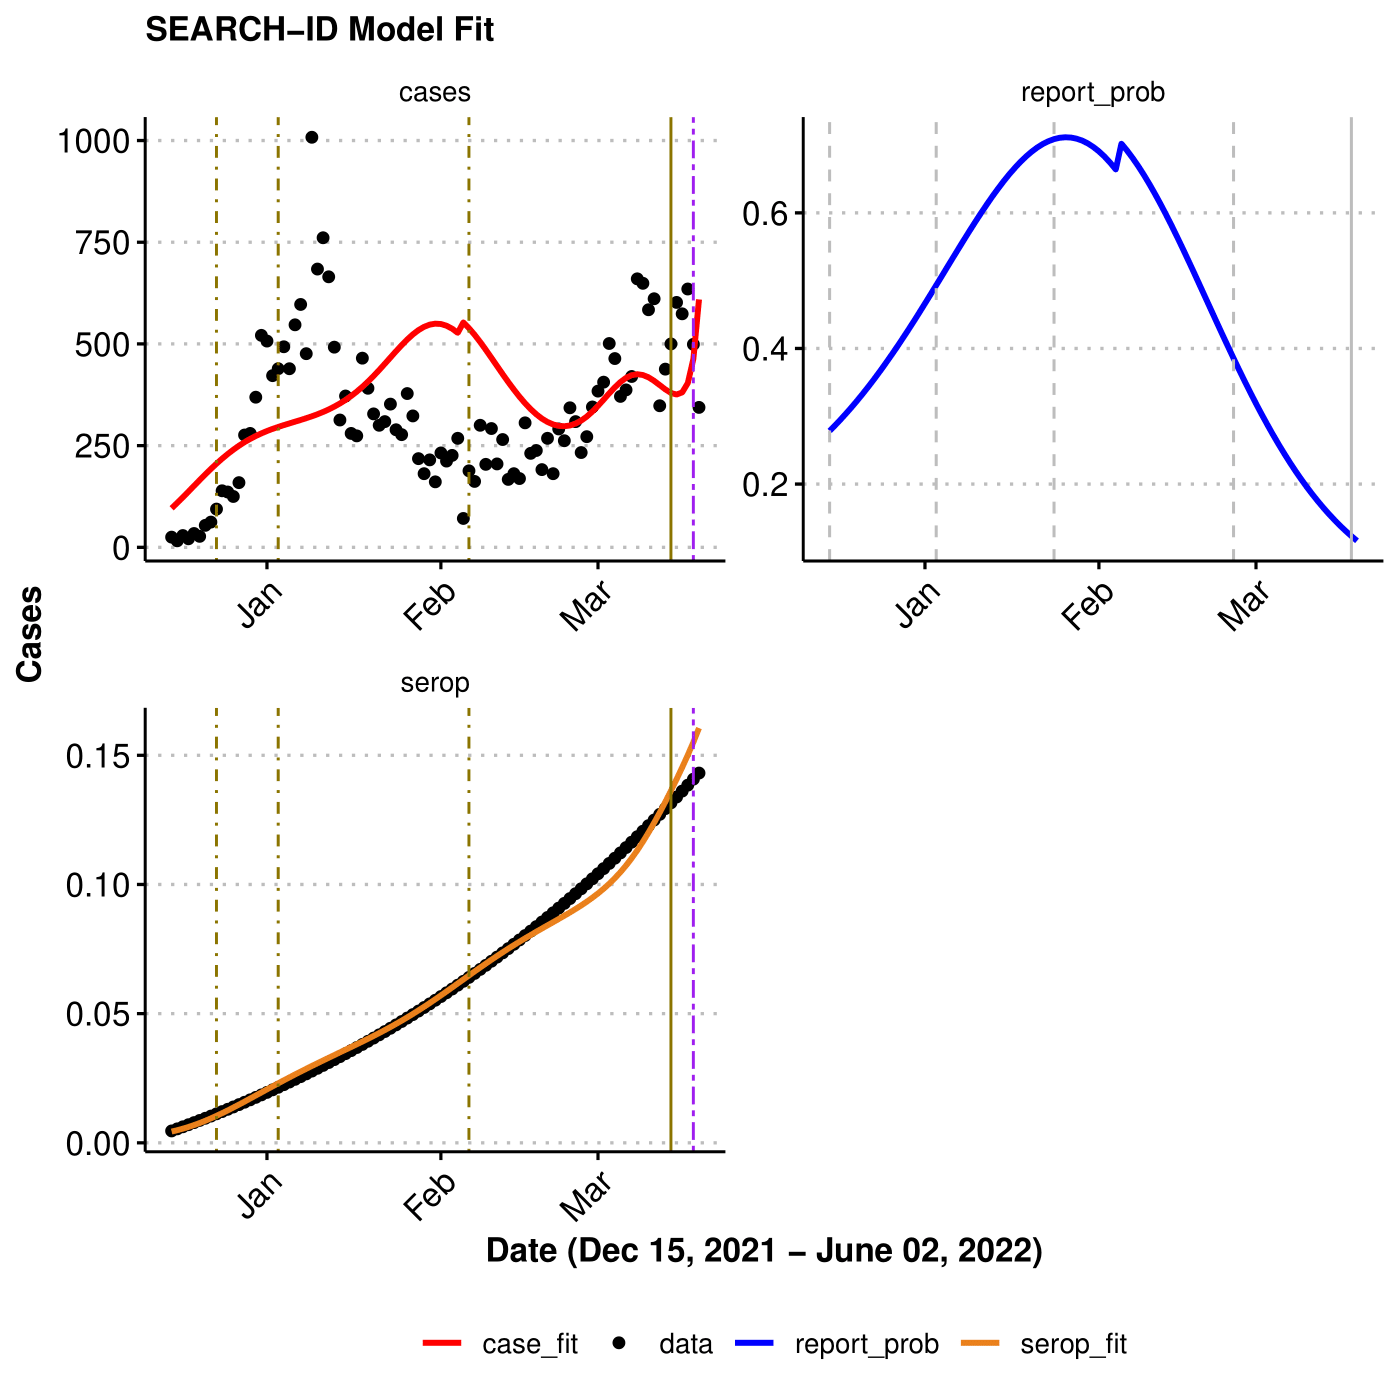 SEARCH−ID Model Fit
cases
report_prob
1000
750
500
250
0
0.6
0.4
0.2
Jan
Feb
Mar
Jan
Feb
Mar
Cases
serop
0.15
0.10
0.05
0.00
Jan
Feb
Mar
Date (Dec 15, 2021 − June 02, 2022)
case_fit
data
report_prob
serop_fit